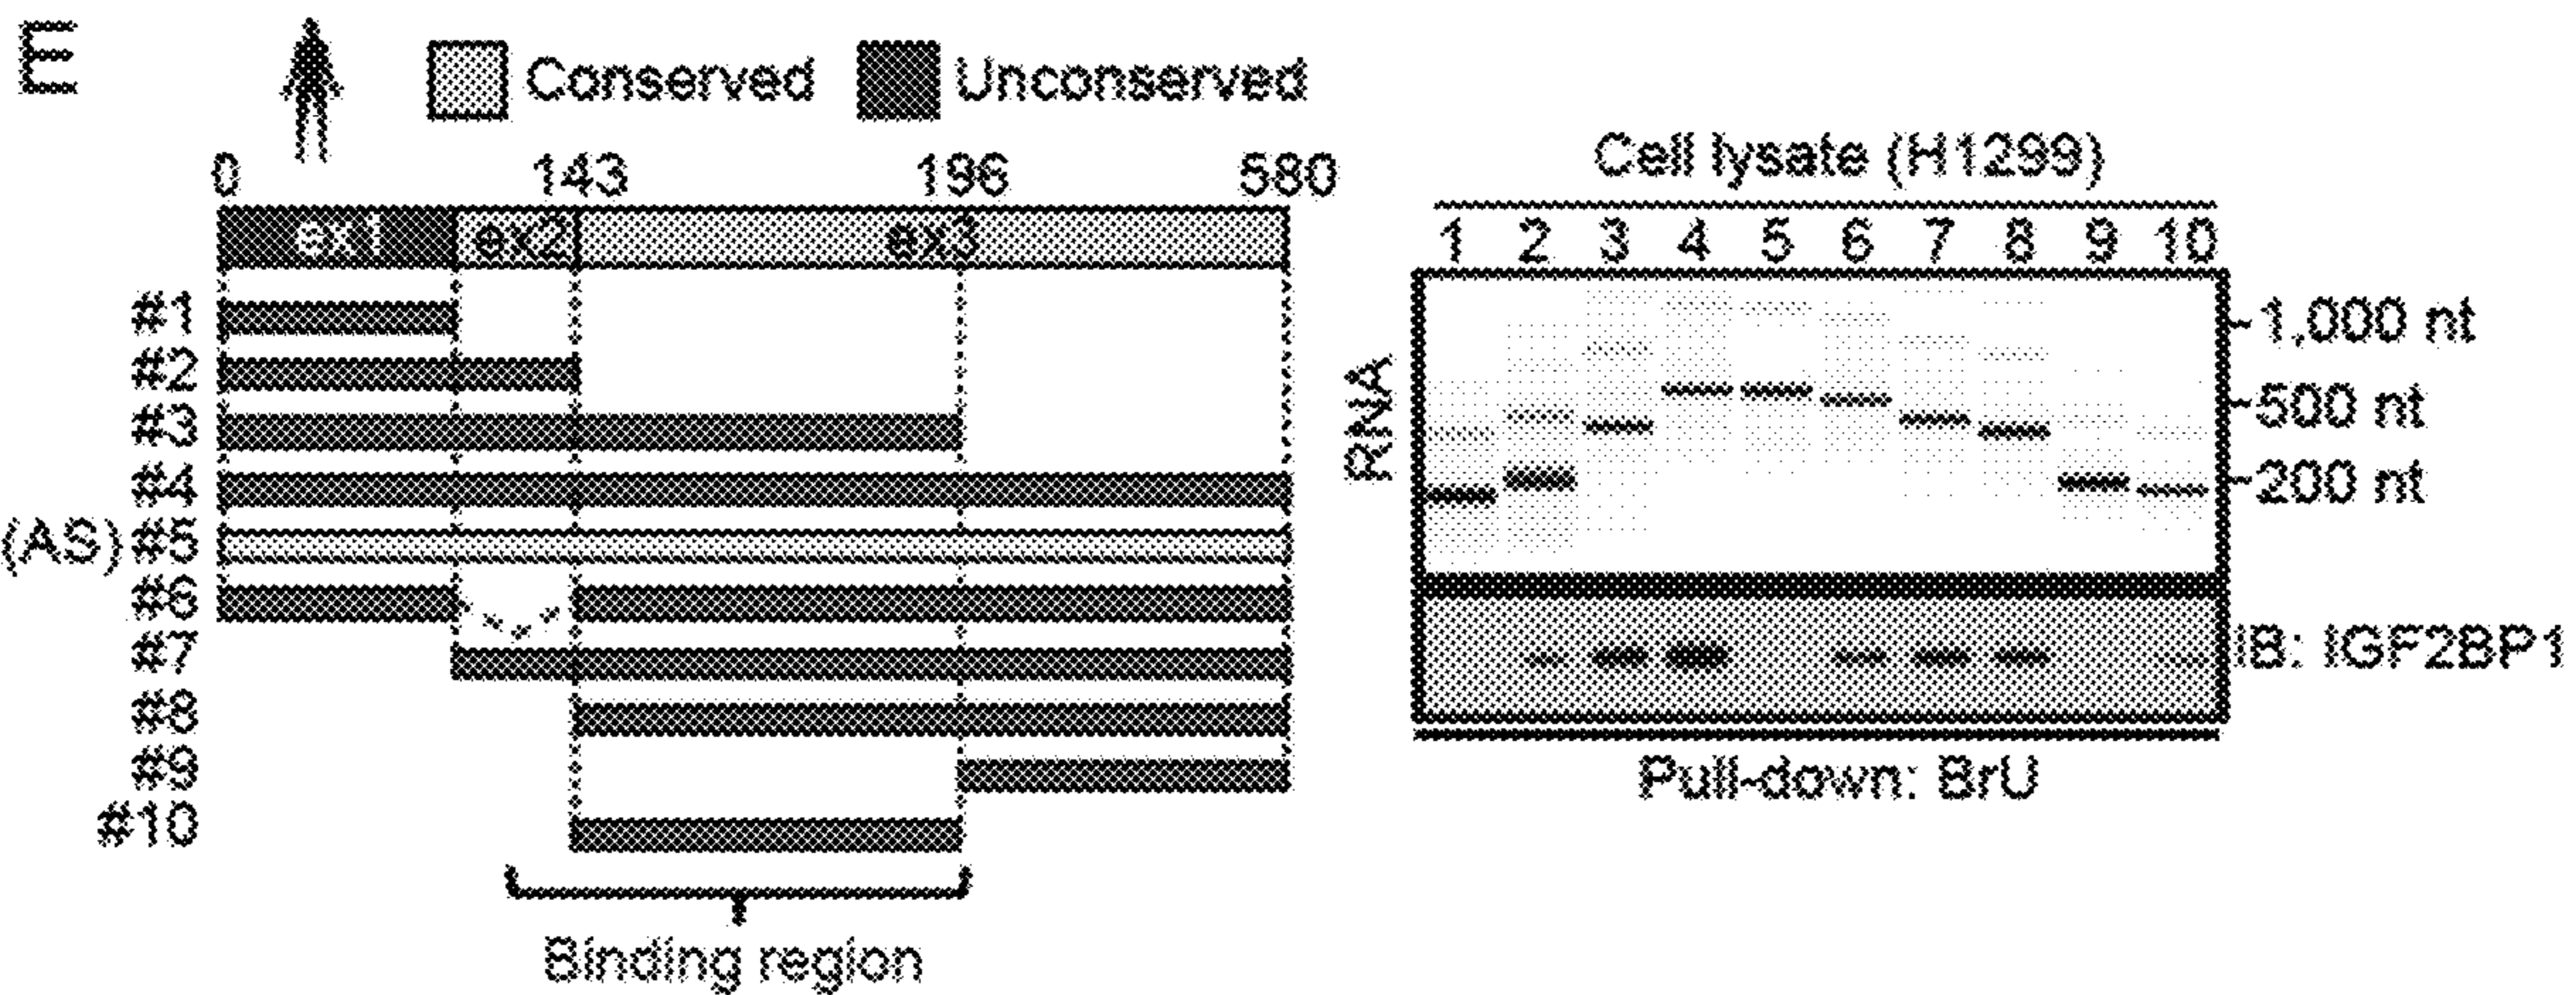 E
Conserved
Unconserved
0 143 196 580
ex1 ex2 ex3
#1
#2
#3
#4
(AS) #5
#6
#7
#8
#9
#10
Binding region
Cell lysate (H1299)
1 2 3 4 5 6 7 8 9 10
RNA
1,000 nt
500 nt
200 nt
IB: IGF2BP1
Pull-down: BrU